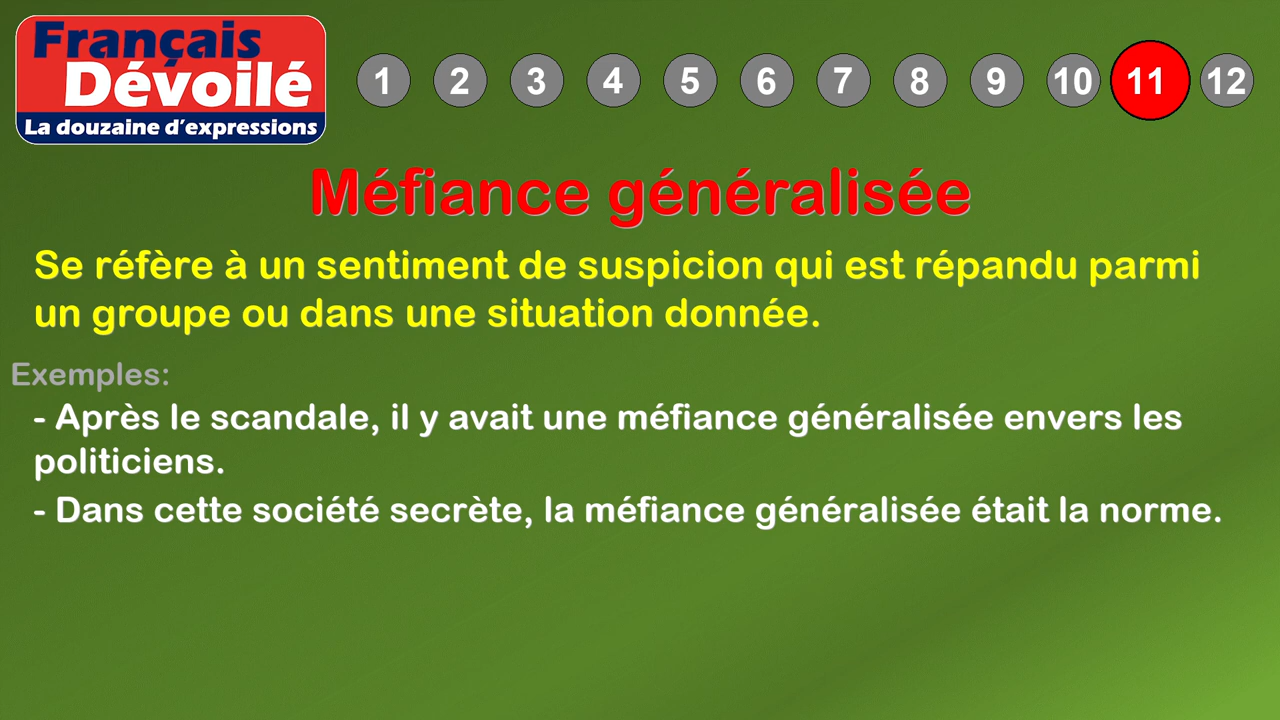 Français
Dévoilé
La douzaine d'expressions
1 2 3 4 5 6 7 8 9 10 11 12
Méfiance généralisée
Se réfère à un sentiment de suspicion qui est répandu parmi
un groupe ou dans une situation donnée.
Exemples:
- Après le scandale, il y avait une méfiance généralisée envers les
politiciens.
- Dans cette société secrète, la méfiance généralisée était la norme.